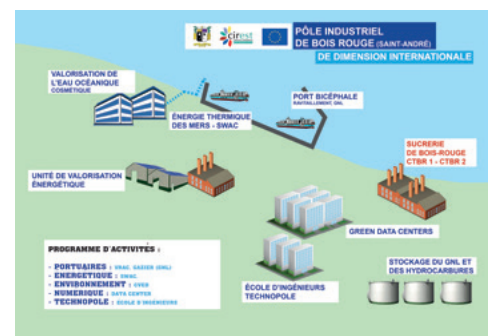 cirest
PÔLE INDUSTRIEL
DE BOIS ROUGE (SAINT-ANDRÉ)
DE DIMENSION INTERNATIONALE
VALORISATION DE
L'EAU OCÉANIQUE
COSMÉTIQUE
PORT BICÉPHALE
RAVITAILLEMENT, GNL
ÉNERGIE THERMIQUE
DES MERS - SWAC
SUCRERIE
DE BOIS-ROUGE
CTBR 1 - CTBR 2
UNITÉ DE VALORISATION
ÉNERGÉTIQUE
GREEN DATA CENTERS
PROGRAMME D'ACTIVITÉS :
- PORTUAIRES : VRAC, GAZIER (GNL)
- ENERGETIQUE : SWAC,
- ENVIRONNEMENT : UVE
- NUMERIQUE : DATA CENTER
- TECHNOPOLE : ÉCOLE D'INGÉNIEURS
ÉCOLE D'INGÉNIEURS
TECHNOPOLE
STOCKAGE DU GNL ET
DES HYDROCARBURES